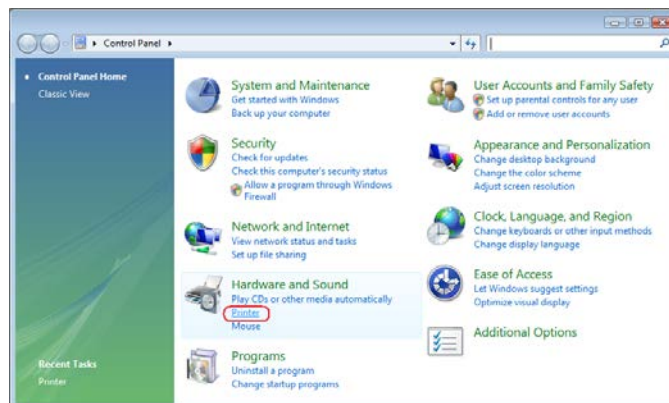 Control Panel
Control Panel Home
Classic View
System and Maintenance
Get started with Windows
Back up your computer
Security
Check for updates
Check this computer's security status
Allow a program through Windows
Firewall
Network and Internet
View network status and tasks
Set up file sharing
Hardware and Sound
Play CDs or other media automatically
Printer
Mouse
Programs
Uninstall a program
Change startup programs
User Accounts and Family Safety
Set up parental controls for any user
Add or remove user accounts
Appearance and Personalization
Change desktop background
Change the color scheme
Adjust screen resolution
Clock, Language, and Region
Change keyboards or other input methods
Change display language
Ease of Access
Let Windows suggest settings
Optimize visual display
Additional Options
Recent Tasks
Printer